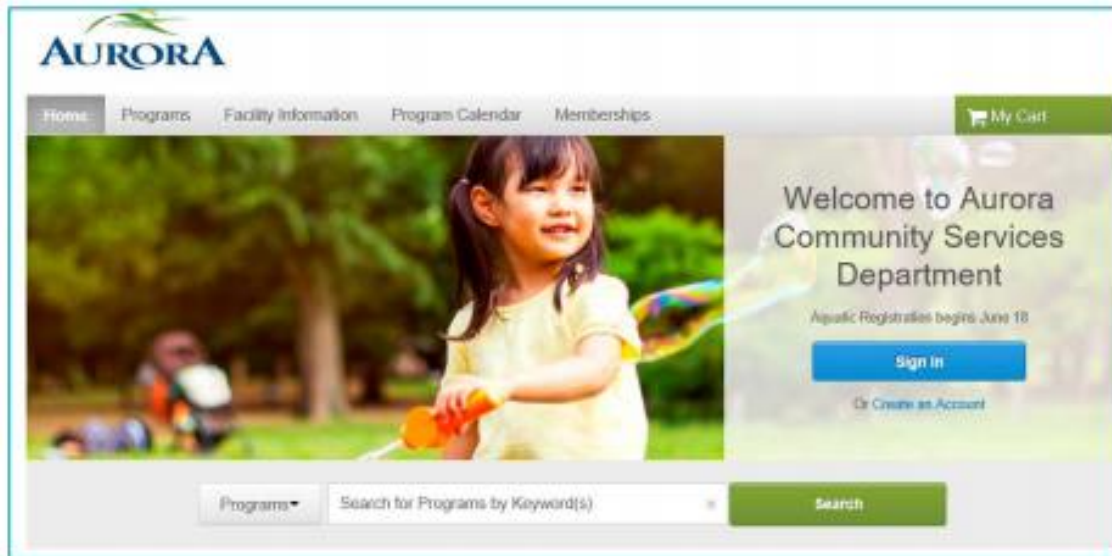 AURORA
Home Programs Facility Information Program Calendar Memberships My Cart
Welcome to Aurora
Community Services
Department
Aquatic Registration begins June 18
Sign In
Or Create an Account
Programs Search for Programs by Keyword(s) × Search